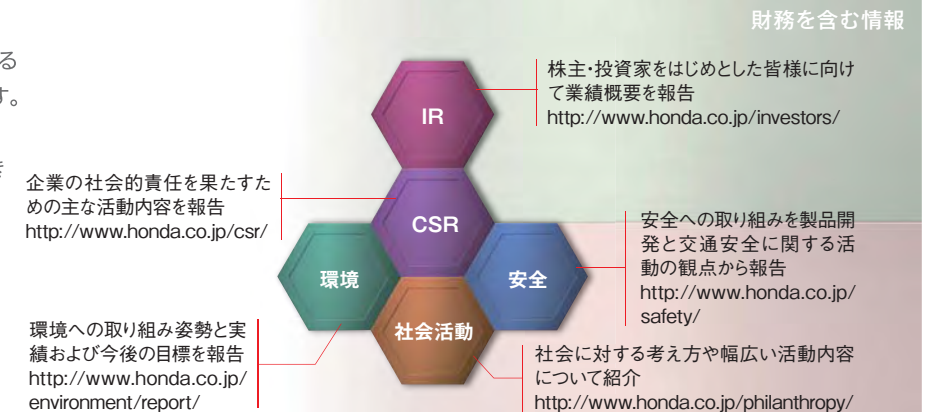 財務を含む情報
る
す。
株主・投資家をはじめとした皆様に向け
て業績概要を報告
http://www.honda.co.jp/investors/
IR
企業の社会的責任を果たすた
めの主な活動内容を報告
http://www.honda.co.jp/csr/
CSR
安全への取り組みを製品開
発と交通安全に関する活
動の観点から報告
http://www.honda.co.jp/
safety/
環境
安全
社会活動
環境への取り組み姿勢と実
績および今後の目標を報告
http://www.honda.co.jp/
environment/report/
社会に対する考え方や幅広い活動内容
について紹介
http://www.honda.co.jp/philanthropy/